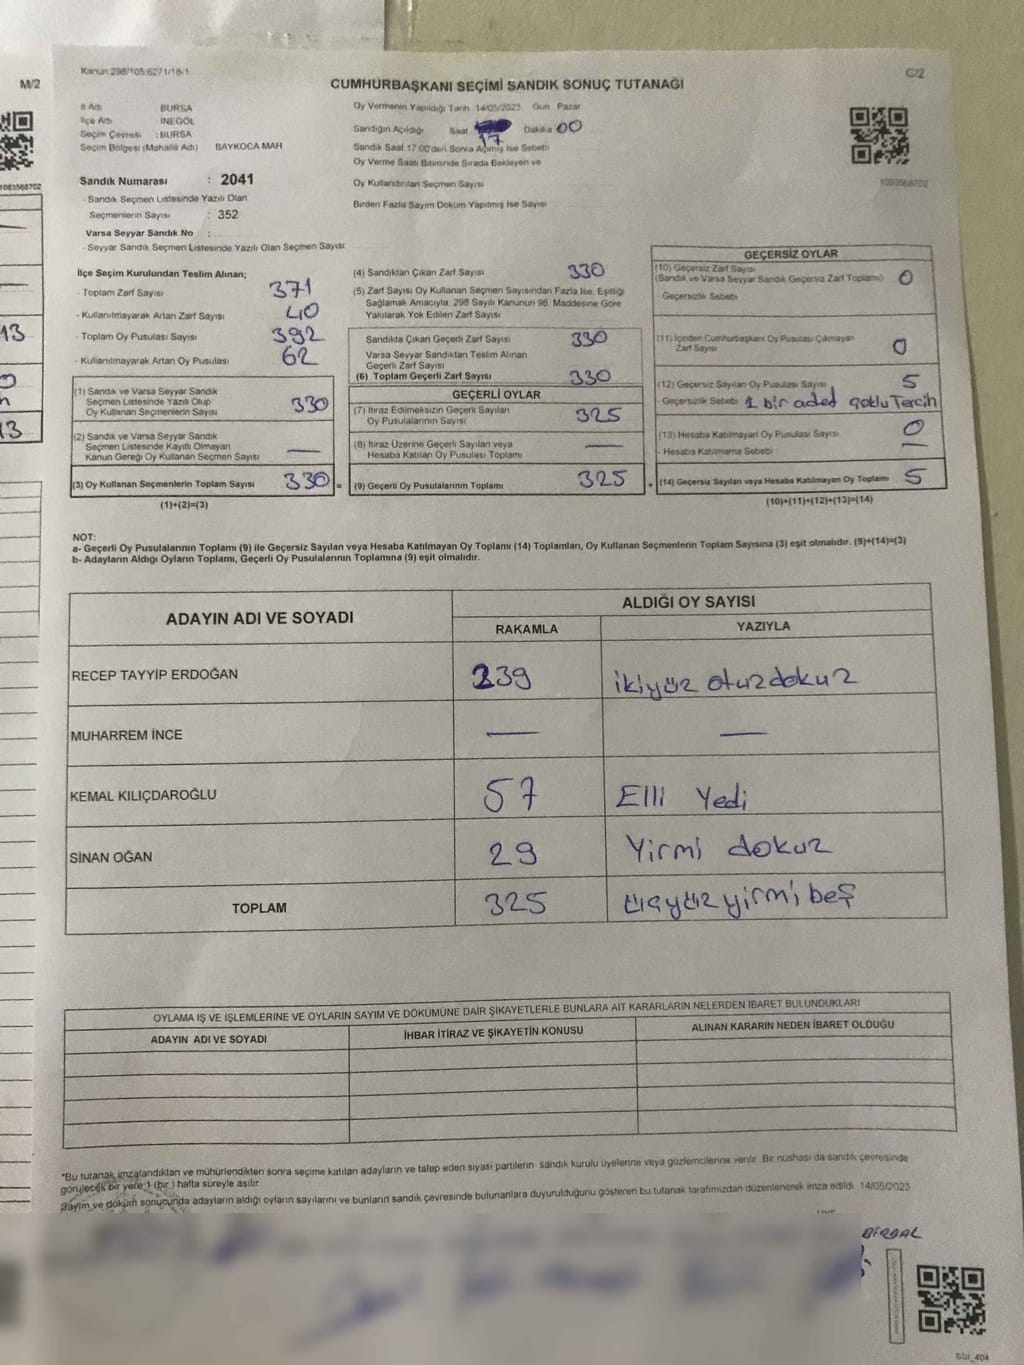 Kanun:298/105:6271/18-1
CUMHURBAŞKANI SEÇİMİ SANDIK SONUÇ TUTANAĞI
C/2
M/2
İl Adı BURSA
İlçe Adı İNEGÖL
Seçim Çevresi : BURSA
Seçim Bölgesi (Mahalle Adı) BAYKOCA MAH
Sandık Numarası : 2041
- Sandık Seçmen Listesinde Yazılı Olan
Seçmenlerin Sayısı : 352
Varsa Seyyar Sandık No :
- Seyyar Sandık Seçmen Listesinde Yazılı Olan Seçmen Sayısı
Oy Vermenin Yapıldığı Tarih 14/05/2023 Gün Pazar
Sandığın Açıldığı Saat 17 Dakika 00
Sandık Saat 17:00'den Sonra Açılmış İse Sebebi
Oy Verme Saati Bitiminde Sırada Bekleyen ve
Oy Kullandırılan Seçmen Sayısı
Birden Fazla Sayım Döküm Yapılmış İse Sayısı
1083568702
1083568702
İlçe Seçim Kurulundan Teslim Alınan;
- Toplam Zarf Sayısı 371
- Kullanılmayarak Artan Zarf Sayısı 40
- Toplam Oy Pusulası Sayısı 392
- Kullanılmayarak Artan Oy Pusulası 62
(1) Sandık ve Varsa Seyyar Sandık
Seçmen Listesinde Yazılı Olup
Oy Kullanan Seçmenlerin Sayısı 330
(2) Sandık ve Varsa Seyyar Sandık
Seçmen Listesinde Kayıtlı Olmayan
Kanun Gereği Oy Kullanan Seçmen Sayısı —
(3) Oy Kullanan Seçmenlerin Toplam Sayısı 330 =
(1)+(2)=(3)
(4) Sandıktan Çıkan Zarf Sayısı 330
(5) Zarf Sayısı Oy Kullanan Seçmen Sayısından Fazla İse, Eşitliği
Sağlamak Amacıyla, 298 Sayılı Kanunun 98. Maddesine Göre
Yakılarak Yok Edilen Zarf Sayısı
Sandıkta Çıkan Geçerli Zarf Sayısı 330
Varsa Seyyar Sandıktan Teslim Alınan
Geçerli Zarf Sayısı
(6) Toplam Geçerli Zarf Sayısı 330
GEÇERLİ OYLAR
(7) İtiraz Edilmeksizin Geçerli Sayılan
Oy Pusulalarının Sayısı 325
(8) İtiraz Üzerine Geçerli Sayılan veya
Hesaba Katılan Oy Pusulası Toplamı —
(9) Geçerli Oy Pusulalarının Toplamı 325 +
GEÇERSİZ OYLAR
(10) Geçersiz Zarf Sayısı
(Sandık ve Varsa Seyyar Sandık Geçersiz Zarf Toplamı) 0
- Geçersizlik Sebebi
(11) İçinden Cumhurbaşkanı Oy Pusulası Çıkmayan
Zarf Sayısı 0
(12) Geçersiz Sayılan Oy Pusulası Sayısı 5
- Geçersizlik Sebebi 1 bir adet çoklu Tercih
(13) Hesaba Katılmayan Oy Pusulası Sayısı 0
- Hesaba Katılmama Sebebi —
(14) Geçersiz Sayılan veya Hesaba Katılmayan Oy Toplamı 5
(10)+(11)+(12)+(13)=(14)
NOT:
a- Geçerli Oy Pusulalarının Toplamı (9) ile Geçersiz Sayılan veya Hesaba Katılmayan Oy Toplamı (14) Toplamları, Oy Kullanan Seçmenlerin Toplam Sayısına (3) eşit olmalıdır. (9)+(14)=(3)
b- Adayların Aldığı Oyların Toplamı, Geçerli Oy Pusulalarının Toplamına (9) eşit olmalıdır.
ADAYIN ADI VE SOYADI
ALDIĞI OY SAYISI
RAKAMLA YAZIYLA
RECEP TAYYİP ERDOĞAN 239 ikiyüz otuzdokuz
MUHARREM İNCE — —
KEMAL KILIÇDAROĞLU 57 Elli Yedi
SİNAN OĞAN 29 Yirmi dokuz
TOPLAM 325 üçyüz yirmi beş
OYLAMA İŞ VE İŞLEMLERİNE VE OYLARIN SAYIM VE DÖKÜMÜNE DAİR ŞİKAYETLERLE BUNLARA AİT KARARLARIN NELERDEN İBARET BULUNDUKLARI
ADAYIN ADI VE SOYADI İHBAR İTİRAZ VE ŞİKAYETİN KONUSU ALINAN KARARIN NEDEN İBARET OLDUĞU
*Bu tutanak imzalandıktan ve mühürlendikten sonra seçime katılan adayların ve talep eden siyasi partilerin sandık kurulu üyelerine veya gözlemcilerine verilir. Bir nüshası da sandık çevresinde
görülecek bir yere 1 (bir ) hafta süreyle asılır.
Sayım ve döküm sonucunda adayların aldığı oyların sayılarını ve bunların sandık çevresinde bulunanlara duyurulduğunu gösteren bu tutanak tarafımızdan düzenlenerek imza edildi. 14/05/2023
BİRDAL